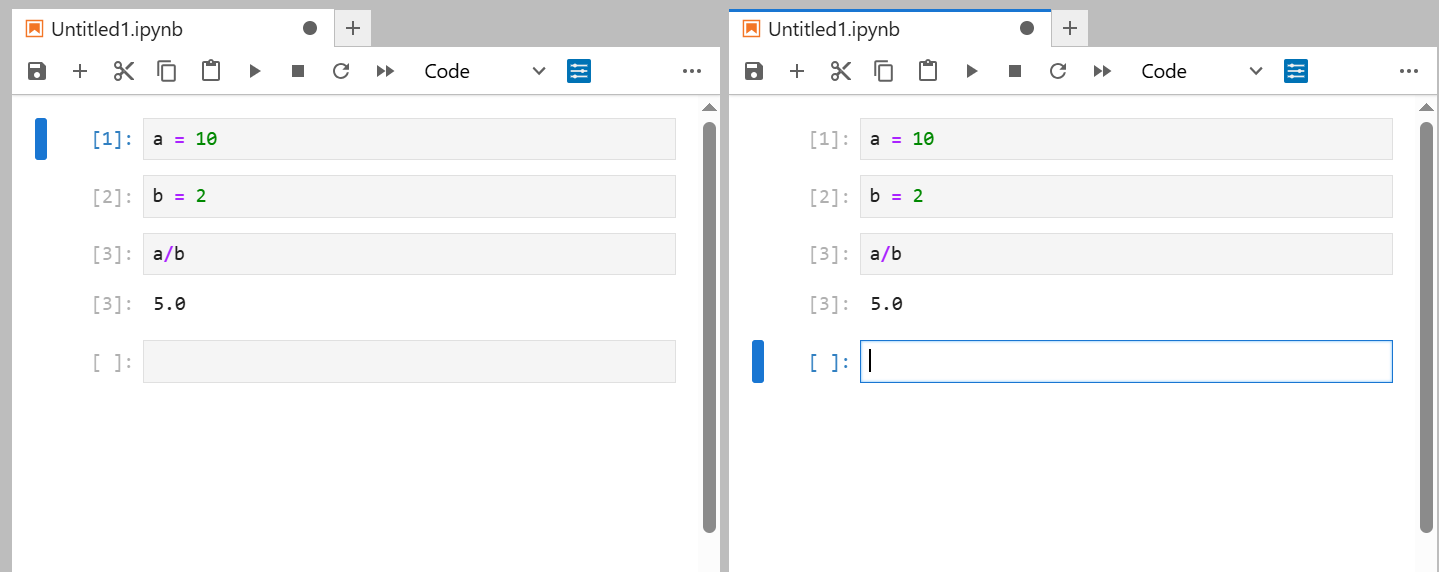 Untitled1.ipynb
Code
[1]: a = 10
[2]: b = 2
[3]: a/b
[3]: 5.0
[ ]:
Untitled1.ipynb
Code
[1]: a = 10
[2]: b = 2
[3]: a/b
[3]: 5.0
[ ]: